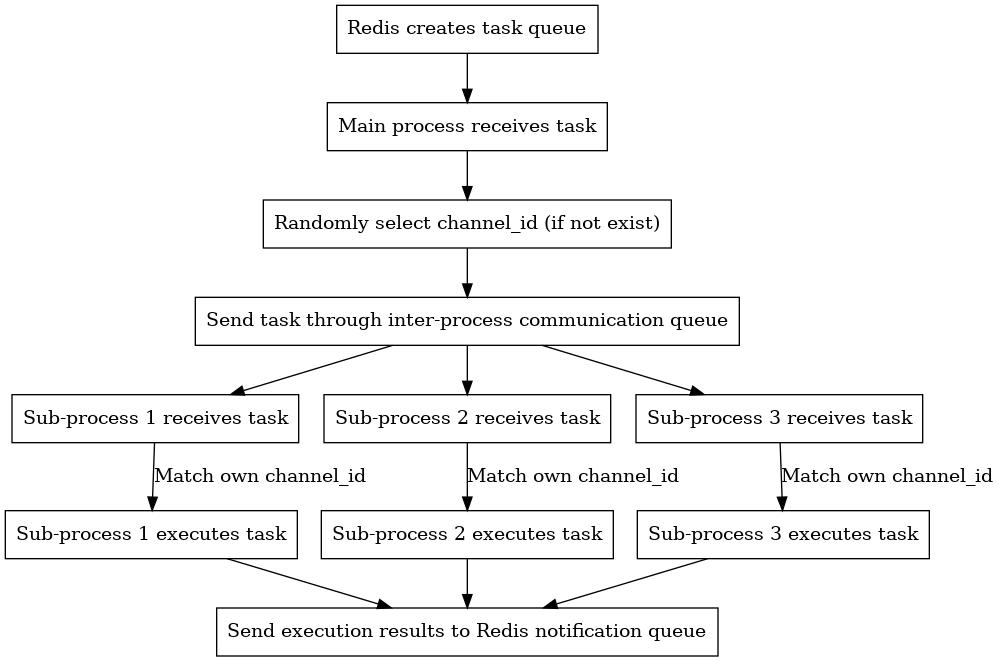 Redis creates task queue
Main process receives task
Randomly select channel_id (if not exist)
Send task through inter-process communication queue
Sub-process 1 receives task
Sub-process 2 receives task
Sub-process 3 receives task
Match own channel_id
Match own channel_id
Match own channel_id
Sub-process 1 executes task
Sub-process 2 executes task
Sub-process 3 executes task
Send execution results to Redis notification queue